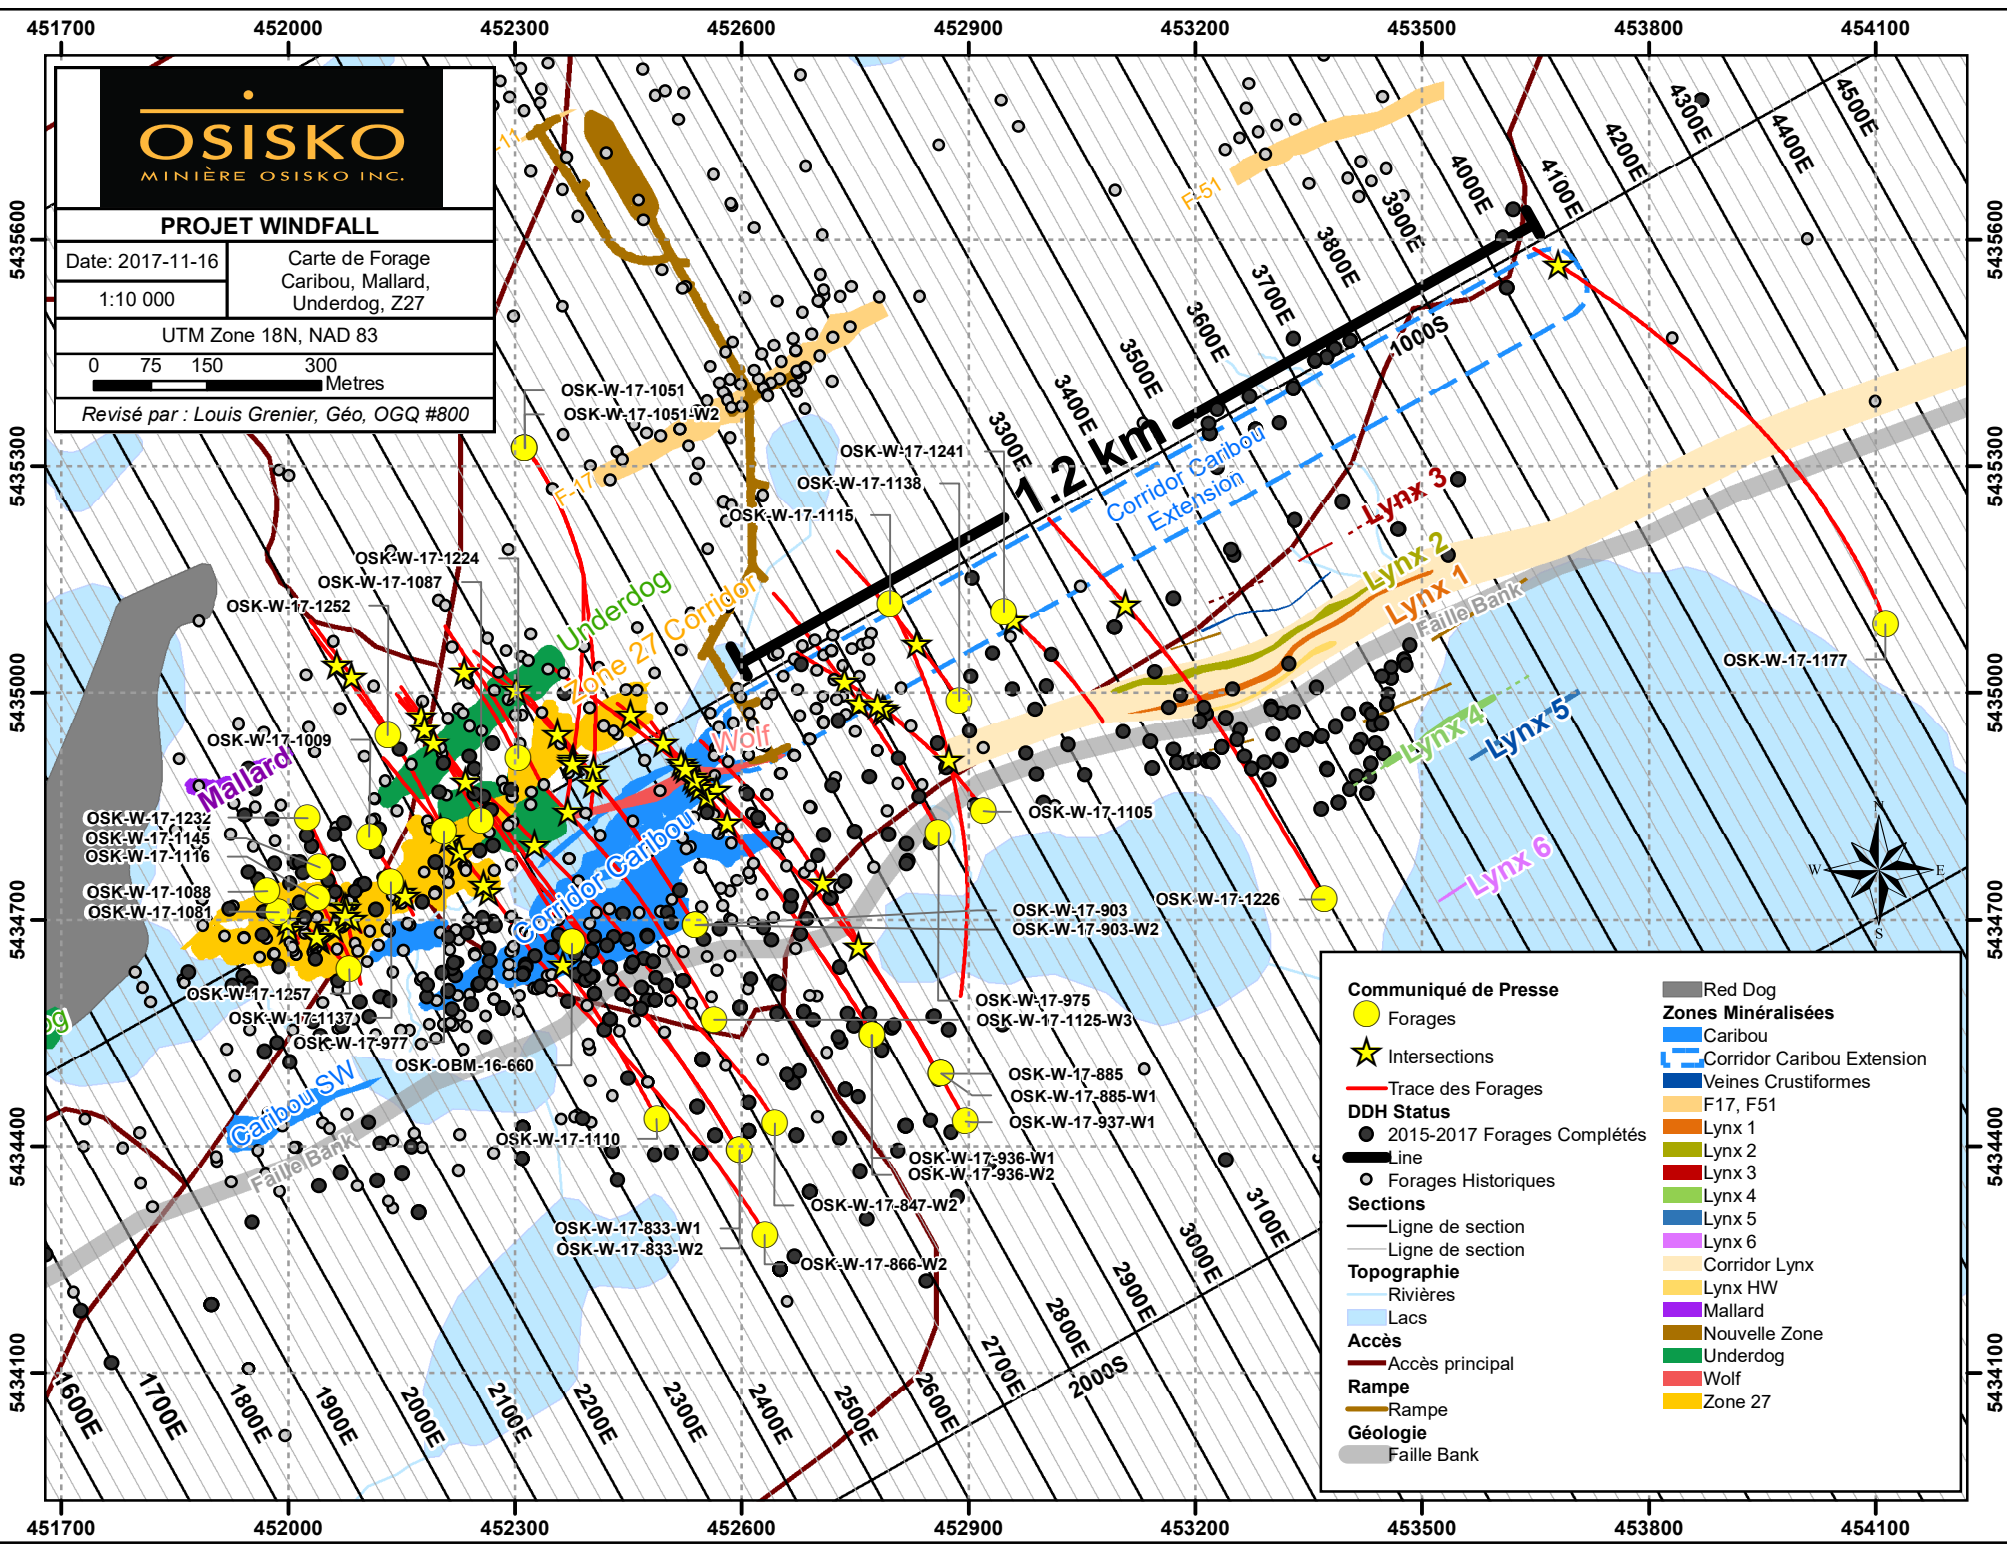 451700 452000 452300 452600 452900 453200 453500 453800 454100
OSISKO
MINIÈRE OSISKO INC.
PROJET WINDFALL
Date: 2017-11-16
1:10 000
Carte de Forage
Caribou, Mallard,
Underdog, Z27
UTM Zone 18N, NAD 83
0 75 150 300
Metres
Revisé par : Louis Grenier, Géo, OGQ #800
5435600
5435300
5435000
5434700
5434400
5434100
5435600
5435300
5435000
5434700
5434400
5434100
4500E
4400E
4300E
4200E
4100E
4000E
3900E
3800E
3700E
3600E
3500E
3400E
3300E
1000S
F-51
F-17
1.2 km
Corridor Caribou
Extension
Lynx 3
Lynx 2
Lynx 1
Faille Bank
Lynx 4
Lynx 5
Lynx 6
Underdog
Zone 27 Corridor
Wolf
Mallard
Corridor Caribou
Caribou SW
Faille Bank
OSK-W-17-1051
OSK-W-17-1051-W2
OSK-W-17-1241
OSK-W-17-1138
OSK-W-17-1115
OSK-W-17-1224
OSK-W-17-1087
OSK-W-17-1252
OSK-W-17-1177
OSK-W-17-1009
OSK-W-17-1232
OSK-W-17-1145
OSK-W-17-1116
OSK-W-17-1105
OSK-W-17-1088
OSK-W-17-1081
OSK-W-17-1226
OSK-W-17-903
OSK-W-17-903-W2
OSK-W-17-1257
OSK-W-17-975
OSK-W-17-1137
OSK-W-17-1125-W3
OSK-W-17-977
OSK-OBM-16-660
OSK-W-17-885
OSK-W-17-885-W1
OSK-W-17-937-W1
OSK-W-17-1110
OSK-W-17-936-W1
OSK-W-17-936-W2
OSK-W-17-847-W2
OSK-W-17-833-W1
OSK-W-17-833-W2
OSK-W-17-866-W2
1600E
1700E
1800E
1900E
2000E
2100E
2200E
2300E
2400E
2500E
2600E
2700E
2800E
2900E
3000E
3100E
2000S
N
W
E
S
Communiqué de Presse
Forages
Intersections
Trace des Forages
DDH Status
2015-2017 Forages Complétés
Line
Forages Historiques
Sections
Ligne de section
Ligne de section
Topographie
Rivières
Lacs
Accès
Accès principal
Rampe
Rampe
Géologie
Faille Bank
Red Dog
Zones Minéralisées
Caribou
Corridor Caribou Extension
Veines Crustiformes
F17, F51
Lynx 1
Lynx 2
Lynx 3
Lynx 4
Lynx 5
Lynx 6
Corridor Lynx
Lynx HW
Mallard
Nouvelle Zone
Underdog
Wolf
Zone 27
451700 452000 452300 452600 452900 453200 453500 453800 454100